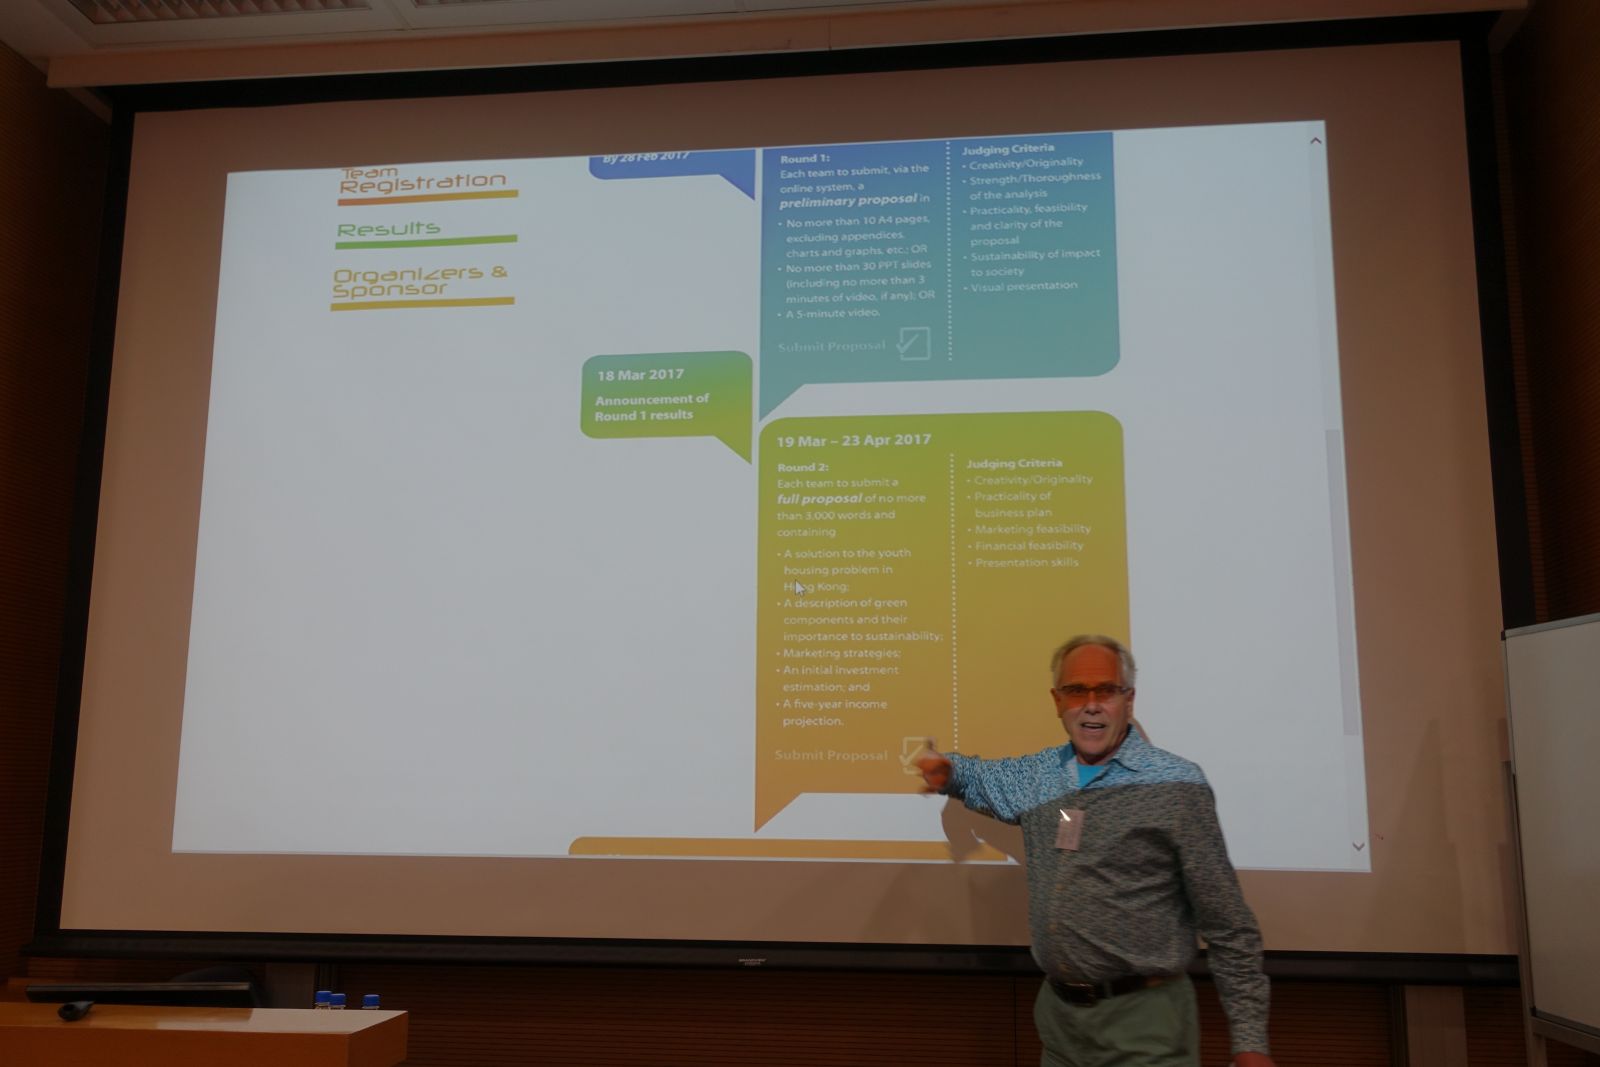 Team
Registration
Results
Organizers &
Sponsor
By 28 Feb 2017
Round 1:
Each team to submit, via the
online system, a
preliminary proposal in
• No more than 10 A4 pages,
excluding appendices,
charts and graphs, etc.; OR
• No more than 30 PPT slides
(including no more than 3
minutes of video, if any); OR
• A 5-minute video.
Submit Proposal
Judging Criteria
• Creativity/Originality
• Strength/Thoroughness
of the analysis
• Practicality, feasibility
and clarity of the
proposal
• Sustainability of impact
to society
• Visual presentation
18 Mar 2017
Announcement of
Round 1 results
19 Mar – 23 Apr 2017
Round 2:
Each team to submit a
full proposal of no more
than 3,000 words and
containing
• A solution to the youth
housing problem in
Hong Kong;
• A description of green
components and their
importance to sustainability;
• Marketing strategies;
• An initial investment
estimation; and
• A five-year income
projection.
Submit Proposal
Judging Criteria
• Creativity/Originality
• Practicality of
business plan
• Marketing feasibility
• Financial feasibility
• Presentation skills